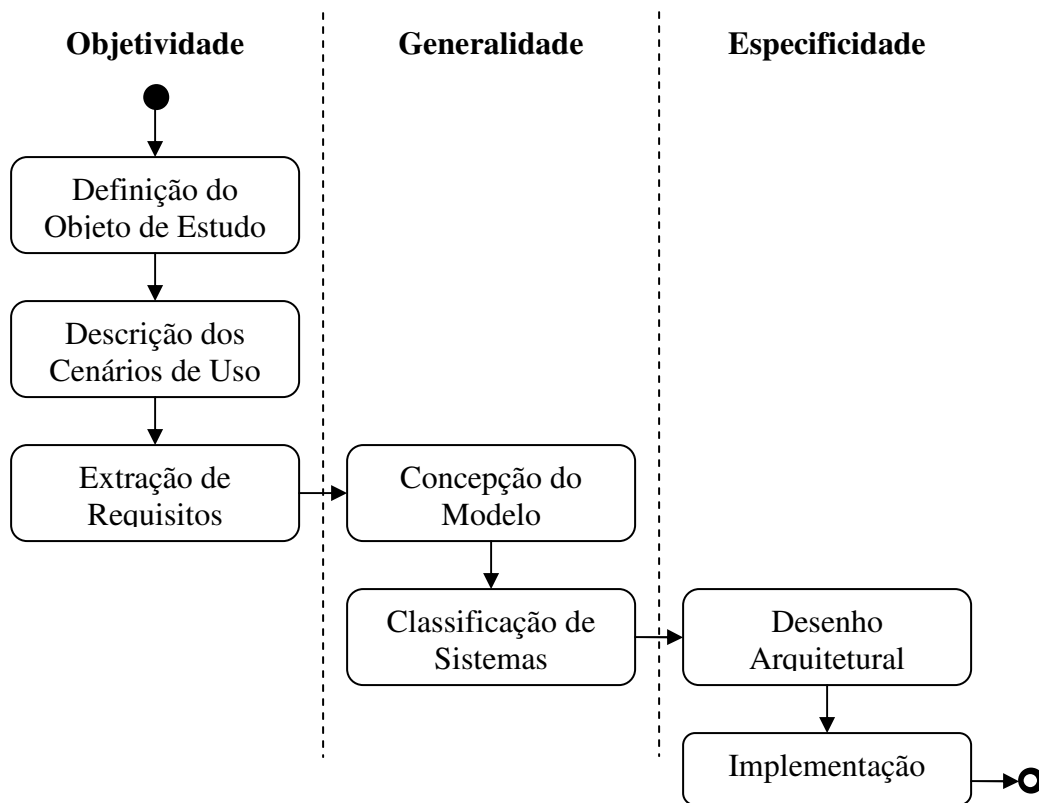 Objetividade
Generalidade
Especificidade
Definição do
Objeto de Estudo
Descrição dos
Cenários de Uso
Extração de
Requisitos
Concepção do
Modelo
Classificação de
Sistemas
Desenho
Arquitetural
Implementação